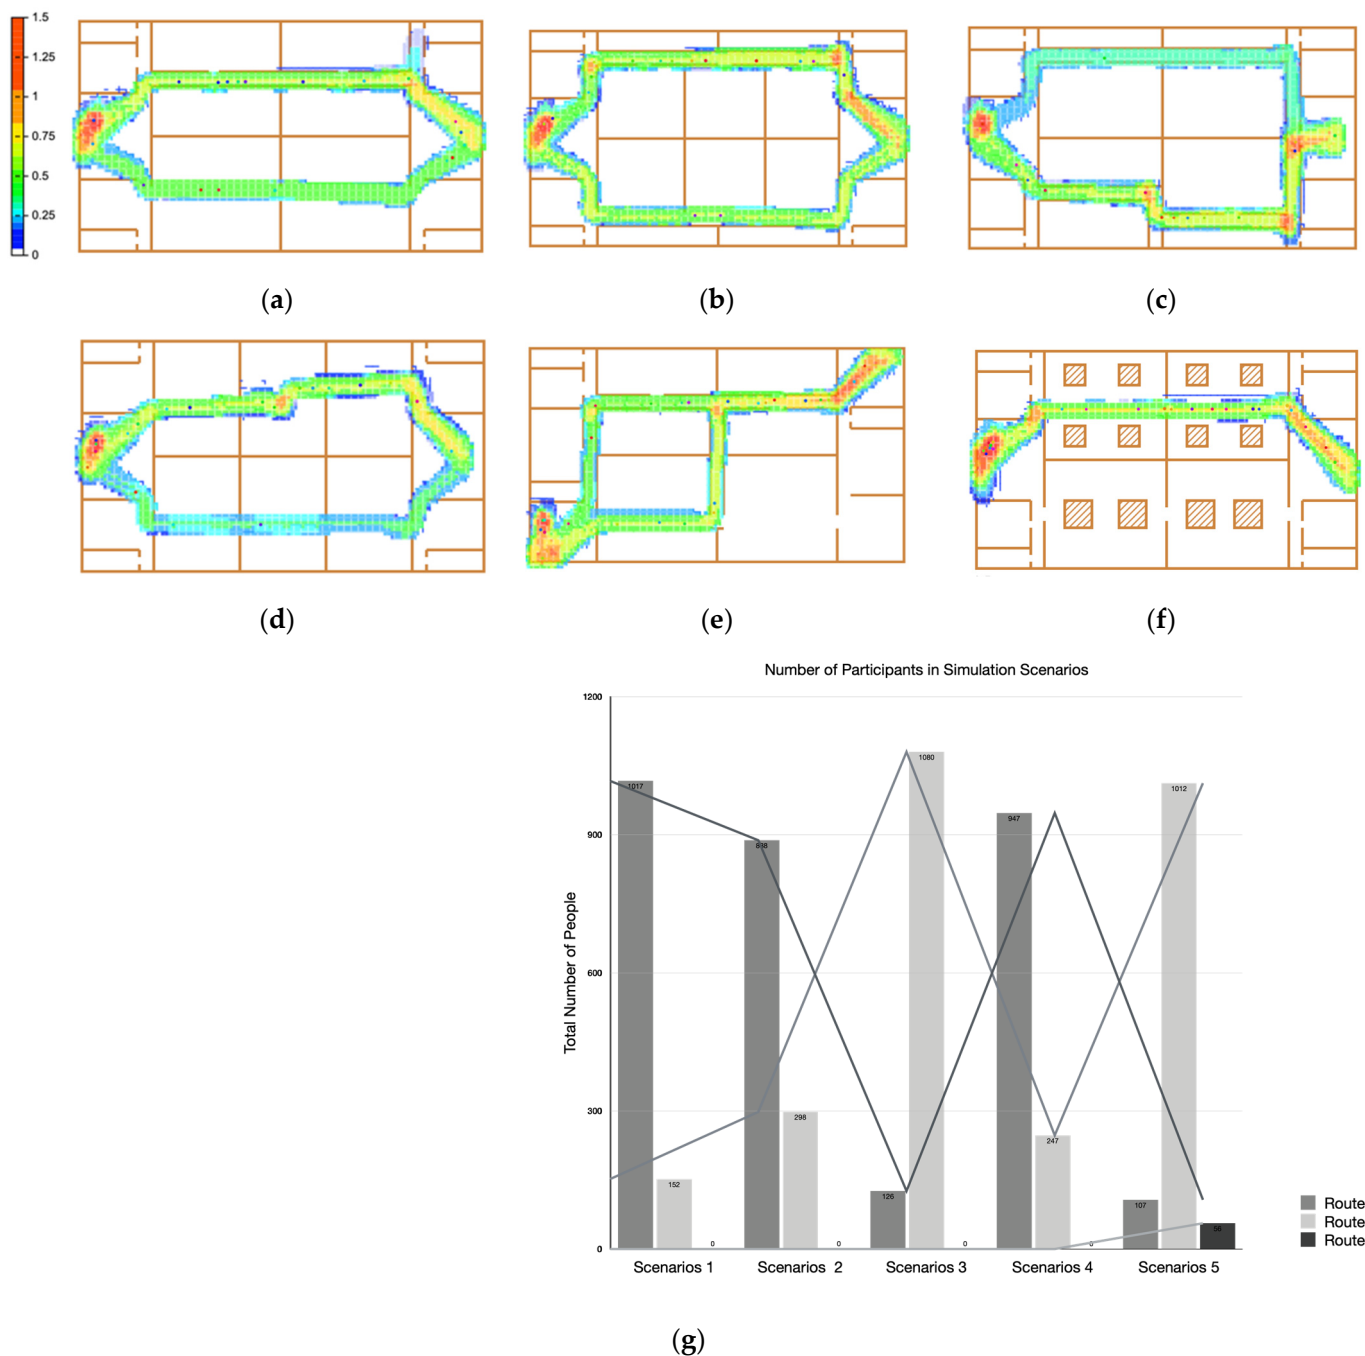 1.5
1.25
1
0.75
0.5
0.25
0
(a)
(b)
(c)
(d)
(e)
(f)
Number of Participants in Simulation Scenarios
1200
900
600
300
0
Total Number of People
1017
152
0
888
298
0
126
1080
0
947
247
0
107
1012
56
Scenarios 1
Scenarios 2
Scenarios 3
Scenarios 4
Scenarios 5
Route
Route
Route
(g)